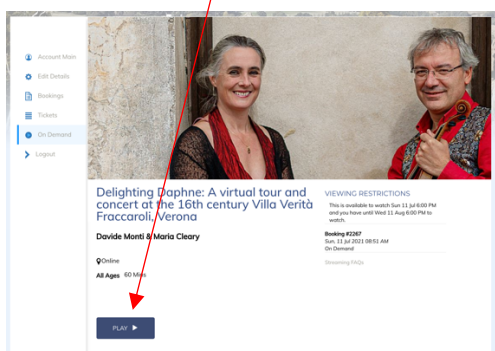 Account Main
Edit Details
Bookings
Tickets
On Demand
Logout
Delighting Daphne: A virtual tour and
concert at the 16th century Villa Verità
Fraccaroli, Verona
Davide Monti & Maria Cleary
Online
All Ages 60 Mins
PLAY
VIEWING RESTRICTIONS
This is available to watch Sun 11 Jul 6:00 PM
and you have until Wed 11 Aug 6:00 PM to
watch.
Booking #2267
Sun, 11 Jul 2021 08:51 AM
On Demand
Streaming FAQs